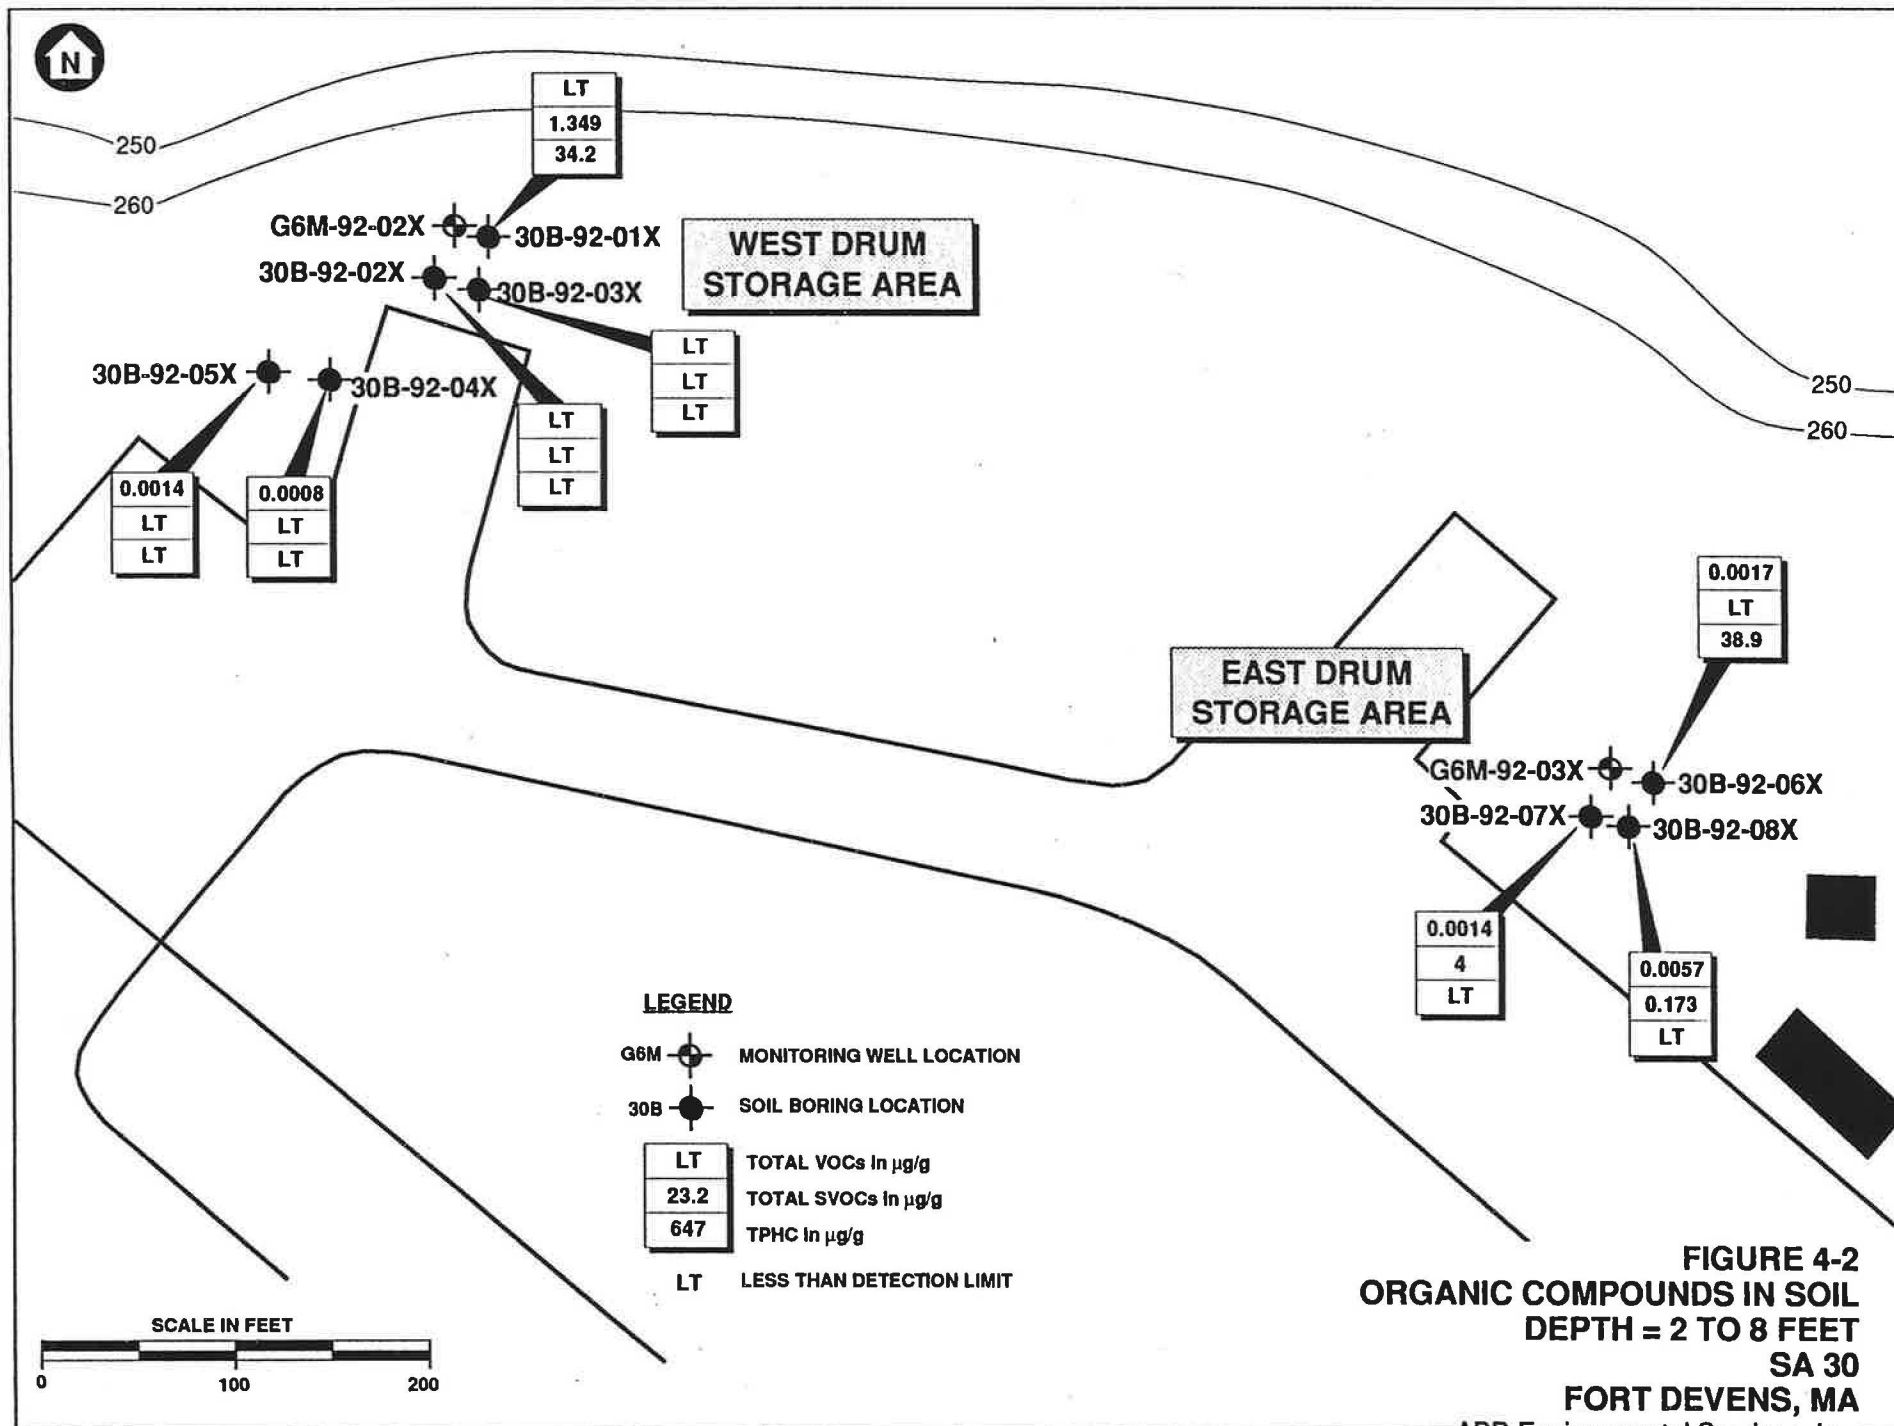 N
250
260
LT
1.349
34.2
G6M-92-02X
30B-92-01X
30B-92-02X
30B-92-03X
WEST DRUM
STORAGE AREA
LT
LT
LT
250
260
30B-92-05X
30B-92-04X
LT
LT
LT
0.0014
LT
LT
0.0008
LT
LT
0.0017
LT
38.9
EAST DRUM
STORAGE AREA
G6M-92-03X
30B-92-06X
30B-92-07X
30B-92-08X
0.0014
4
LT
0.0057
0.173
LT
LEGEND
G6M MONITORING WELL LOCATION
30B SOIL BORING LOCATION
LT TOTAL VOCs in µg/g
23.2 TOTAL SVOCs in µg/g
647 TPHC in µg/g
LT LESS THAN DETECTION LIMIT
SCALE IN FEET
0 100 200
FIGURE 4-2
ORGANIC COMPOUNDS IN SOIL
DEPTH = 2 TO 8 FEET
SA 30
FORT DEVENS, MA